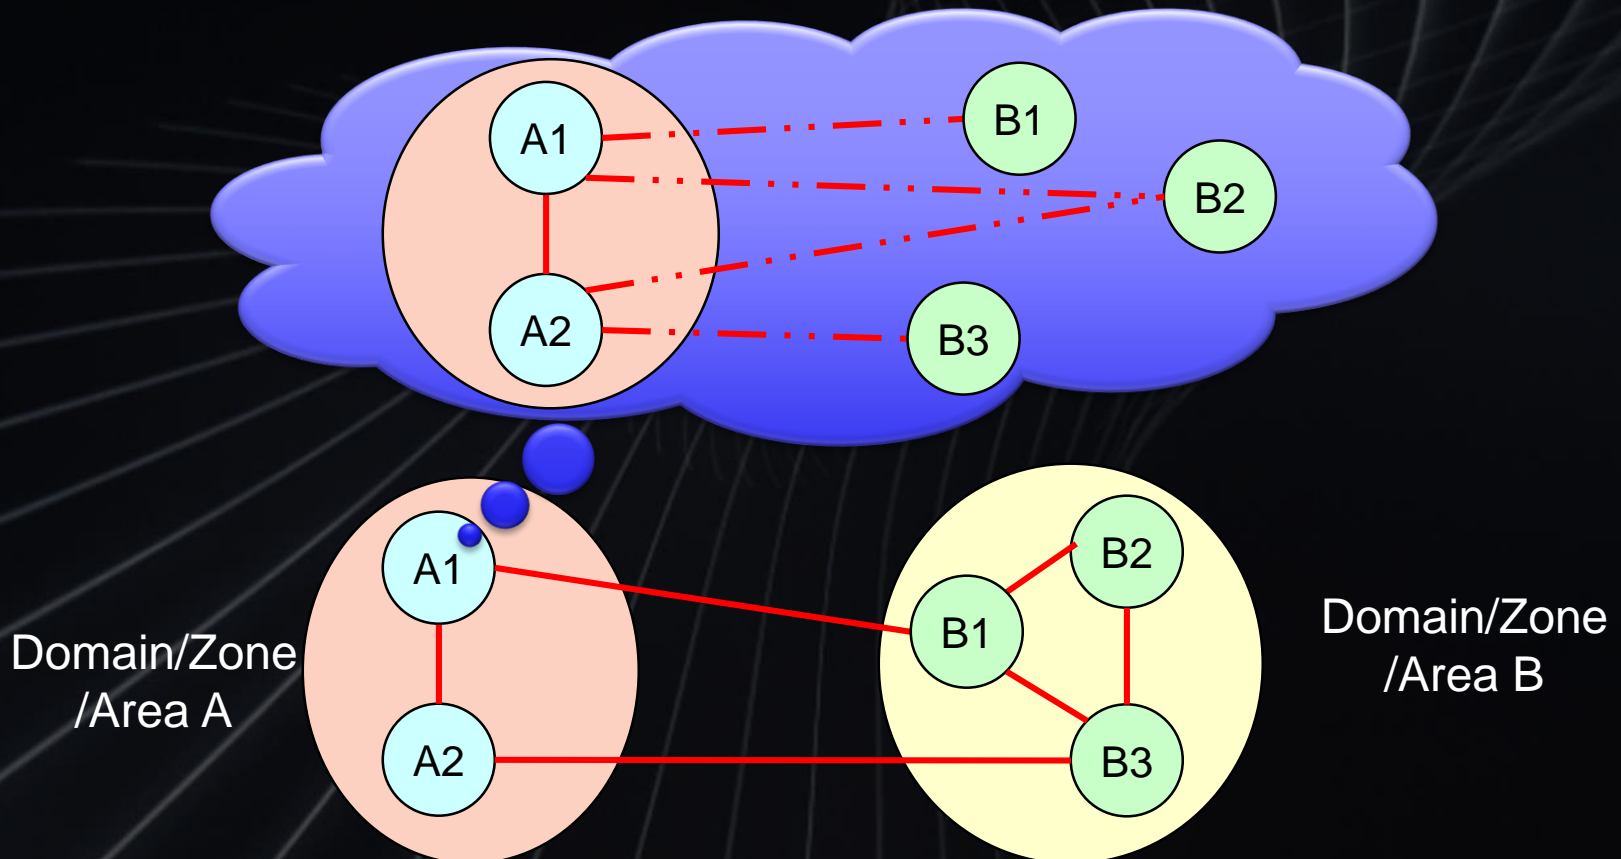 A1
B1
B2
A2
B3
A1
B2
B1
Domain/Zone
/Area A
Domain/Zone
/Area B
A2
B3